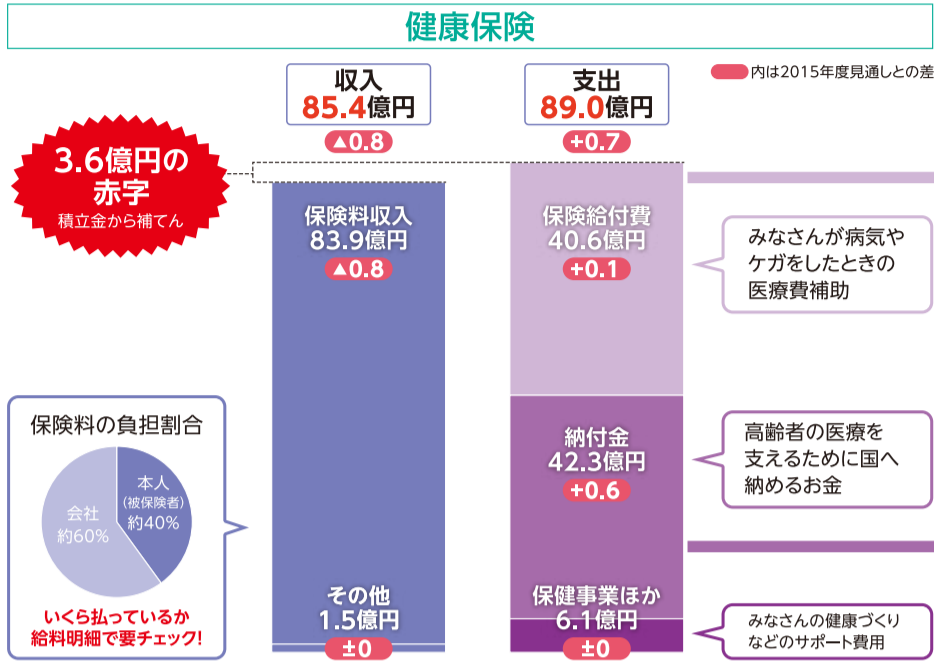 健康保険
内は2015年度見通しとの差
収入
85.4億円
▲0.8
支出
89.0億円
+0.7
3.6億円の
赤字
積立金から補てん
保険料収入
83.9億円
▲0.8
保険給付費
40.6億円
+0.1
みなさんが病気や
ケガをしたときの
医療費補助
保険料の負担割合
本人
(被保険者)
約40%
会社
約60%
いくら払っているか
給料明細で要チェック!
納付金
42.3億円
+0.6
高齢者の医療を
支えるために国へ
納めるお金
その他
1.5億円
±0
保健事業ほか
6.1億円
±0
みなさんの健康づくり
などのサポート費用